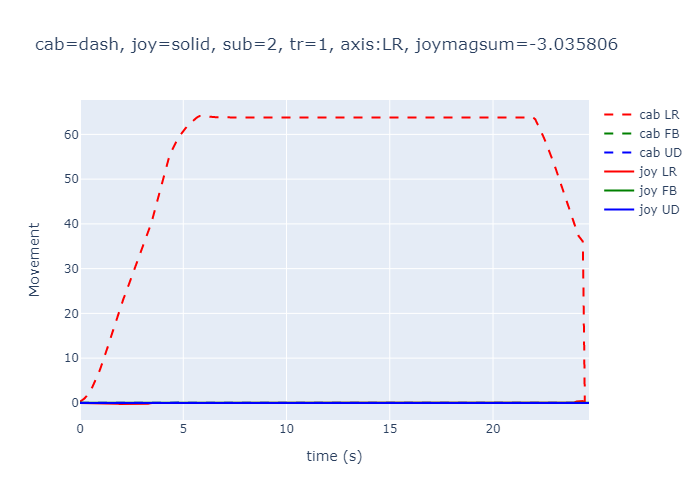 cab=dash, joy=solid, sub=2, tr=1, axis:LR, joymagsum=-3.035806
cab LR
cab FB
cab UD
joy LR
joy FB
joy UD
Movement
60
50
40
30
20
10
0
0 5 10 15 20
time (s)